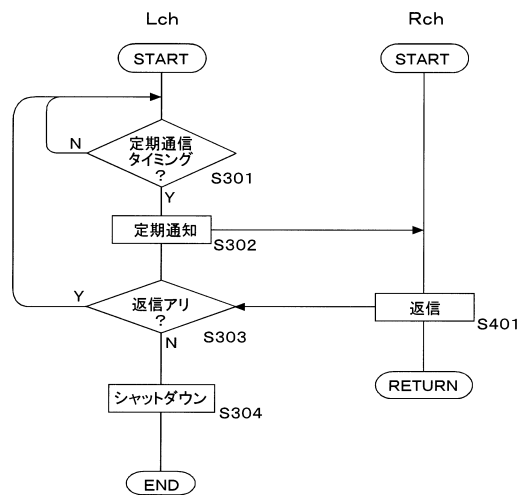 Lch
Rch
START
START
N
定期通信
タイミング
?
S301
Y
定期通知
S302
Y
返信アリ
?
S303
N
返信
S401
RETURN
シャットダウン
S304
END